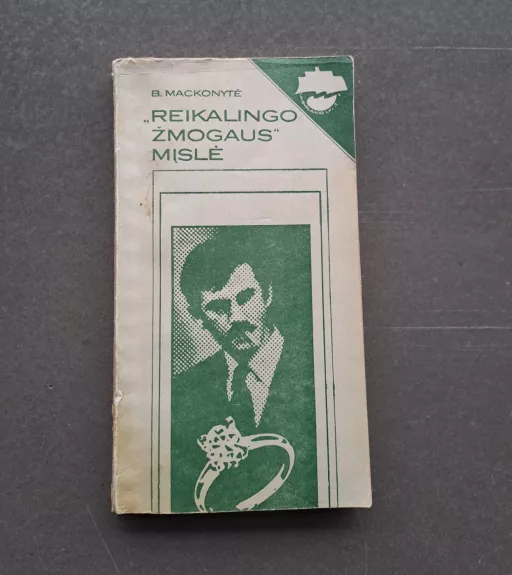 B. MACKONYTĖ
„REIKALINGO
ŽMOGAUS“
MĮSLĖ